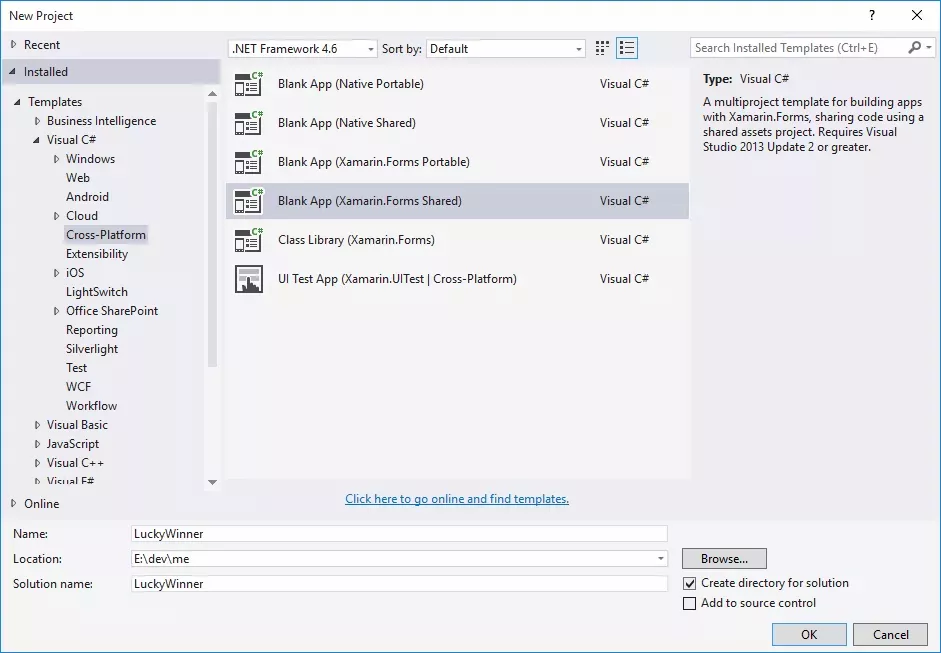 New Project
?
Recent
Installed
Templates
Business Intelligence
Visual C#
Windows
Web
Android
Cloud
Cross-Platform
Extensibility
iOS
LightSwitch
Office SharePoint
Reporting
Silverlight
Test
WCF
Workflow
Visual Basic
JavaScript
Visual C++
Visual F#
Online
.NET Framework 4.6 Sort by: Default
C# Blank App (Native Portable) Visual C#
C# Blank App (Native Shared) Visual C#
C# Blank App (Xamarin.Forms Portable) Visual C#
C# Blank App (Xamarin.Forms Shared) Visual C#
C# Class Library (Xamarin.Forms) Visual C#
UI Test App (Xamarin.UITest | Cross-Platform) Visual C#
Click here to go online and find templates.
Search Installed Templates (Ctrl+E)
Type: Visual C#
A multiproject template for building apps
with Xamarin.Forms, sharing code using a
shared assets project. Requires Visual
Studio 2013 Update 2 or greater.
Name: LuckyWinner
Location: E:\dev\me Browse...
Solution name: LuckyWinner
Create directory for solution
Add to source control
OK Cancel